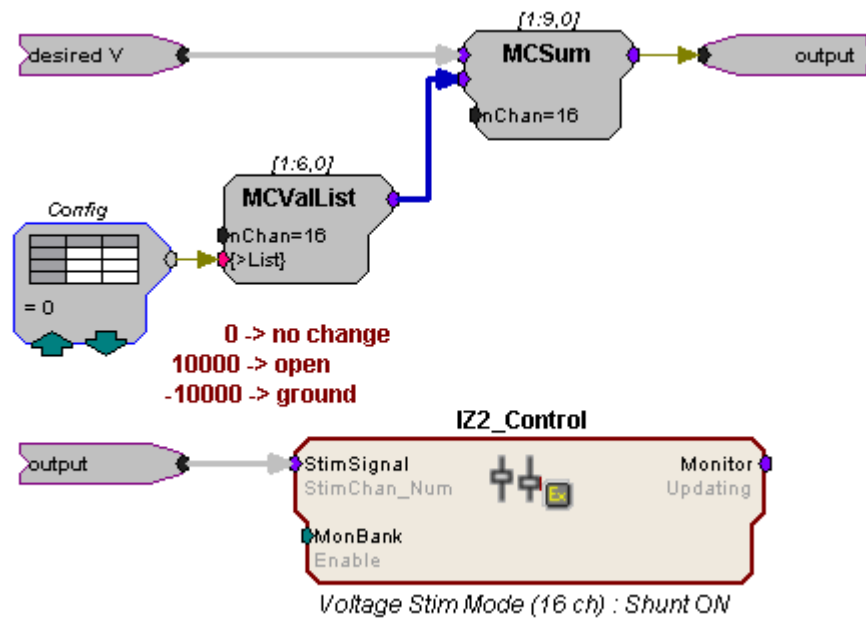 [1:9,0]
desired V
MCSum
output
nChan=16
[1:6,0]
MCValList
Config
nChan=16
{>List}
= 0
0 -> no change
10000 -> open
-10000 -> ground
IZ2_Control
output
StimSignal
Monitor
StimChan_Num
Ex
Updating
MonBank
Enable
Voltage Stim Mode (16 ch) : Shunt ON